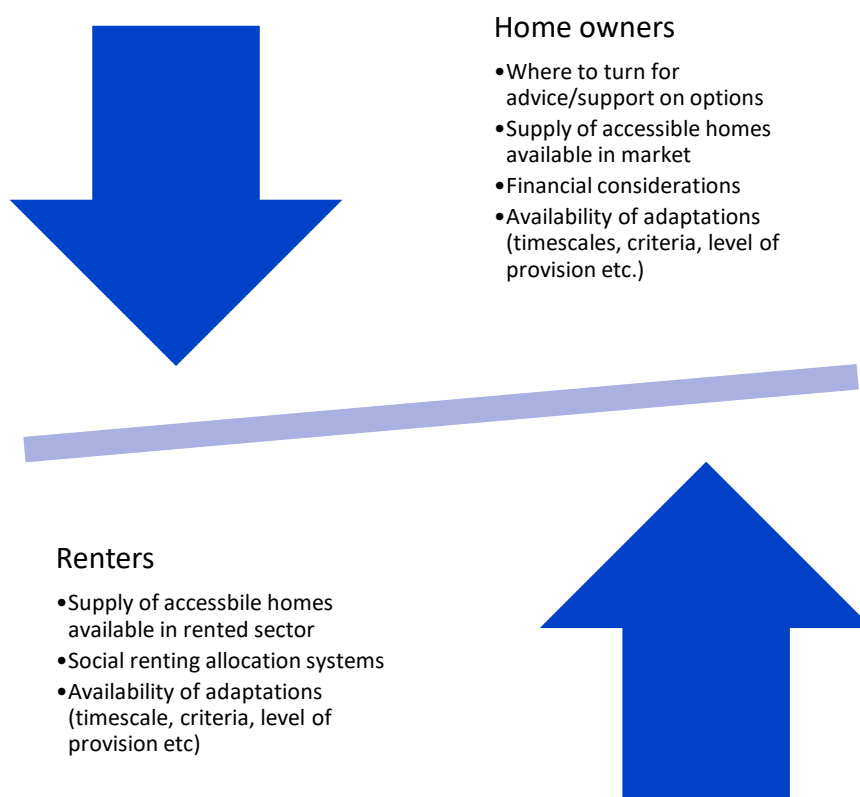 Home owners
•Where to turn for
advice/support on options
•Supply of accessible homes
available in market
•Financial considerations
•Availability of adaptations
(timescales, criteria, level of
provision etc.)
Renters
•Supply of accessbile homes
available in rented sector
•Social renting allocation systems
•Availability of adaptations
(timescale, criteria, level of
provision etc)